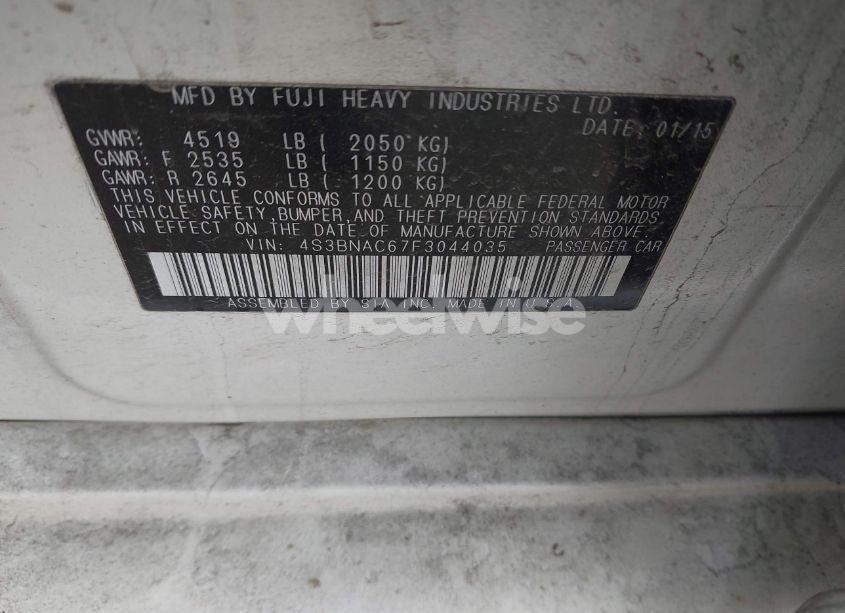 MFD BY FUJI HEAVY INDUSTRIES LTD.
DATE: 01/15
GVWR: 4519 LB ( 2050 KG)
GAWR: F 2535 LB ( 1150 KG)
GAWR: R 2645 LB ( 1200 KG)
THIS VEHICLE CONFORMS TO ALL APPLICABLE FEDERAL MOTOR
VEHICLE SAFETY,BUMPER,AND THEFT PREVENTION STANDARDS
IN EFFECT ON THE DATE OF MANUFACTURE SHOWN ABOVE.
VIN: 4S3BNAC67F3044035 PASSENGER CAR
ASSEMBLED BY SIA INC. MADE IN U.S.A.
wheelwise